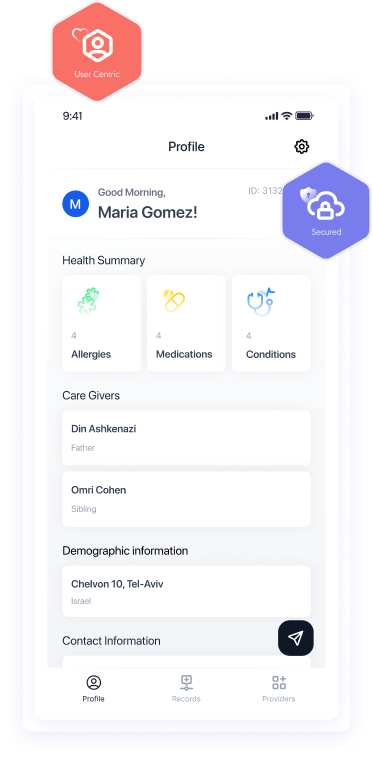 User Centric
9:41
Profile
M
Good Morning,
ID: 3132
Maria Gomez!
Secured
Health Summary
4
Allergies
4
Medications
4
Conditions
Care Givers
Din Ashkenazi
Father
Omri Cohen
Sibling
Demographic information
Chelvon 10, Tel-Aviv
Israel
Contact Information
Profile
Records
Providers